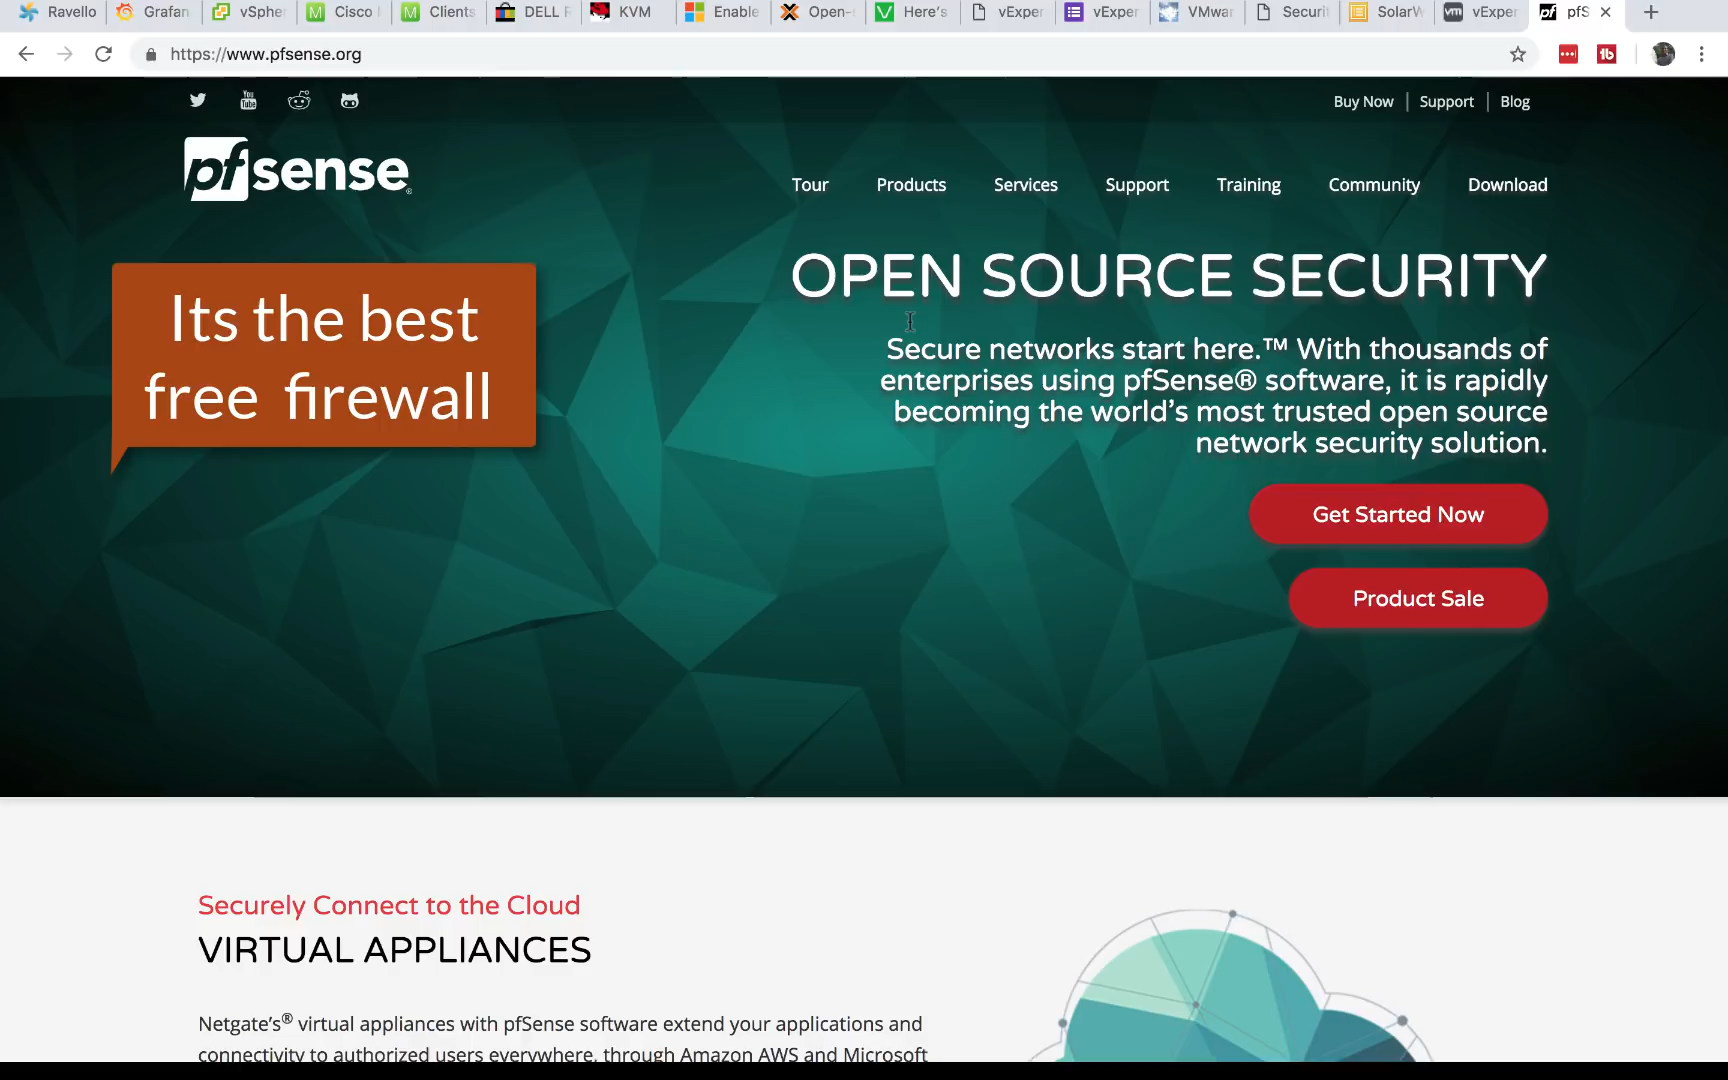 Ravello
Grafan
vSpher
Cisco
Clients
DELL R
KVM
Enable
Open-
Here's
vExper
vExper
VMwar
Securit
SolarW
vExper
pfS
https://www.pfsense.org
Buy Now
Support
Blog
pfsense
Tour
Products
Services
Support
Training
Community
Download
OPEN SOURCE SECURITY
Its the best
free firewall
Secure networks start here.™ With thousands of
enterprises using pfSense® software, it is rapidly
becoming the world's most trusted open source
network security solution.
Get Started Now
Product Sale
Securely Connect to the Cloud
VIRTUAL APPLIANCES
Netgate's® virtual appliances with pfSense software extend your applications and
connectivity to authorized users everywhere, through Amazon AWS and Microsoft